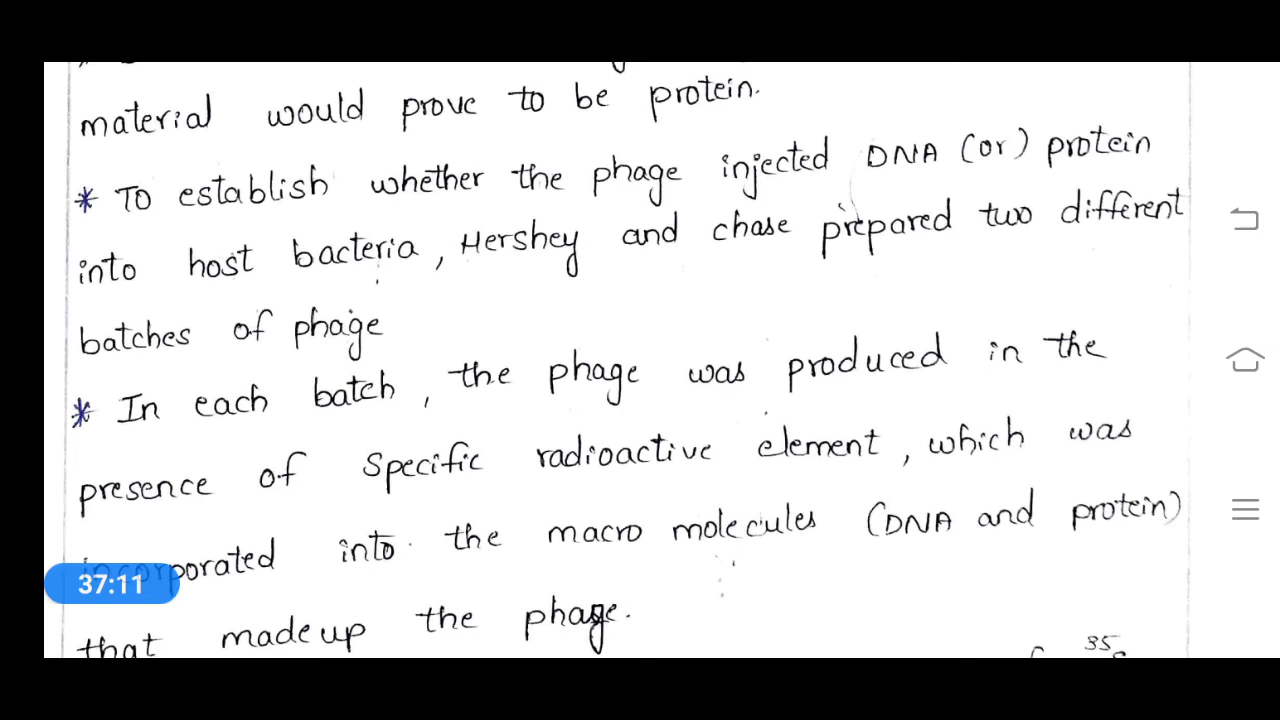 material would prove to be protein.
* To establish whether the phage injected DNA (or) protein
into host bacteria, Hershey and chase prepared two different
batches of phage
* In each batch, the phage was produced in the
presence of specific radioactive element, which was
incorporated into the macro molecules (DNA and protein)
37:11
that made up the phage.
35